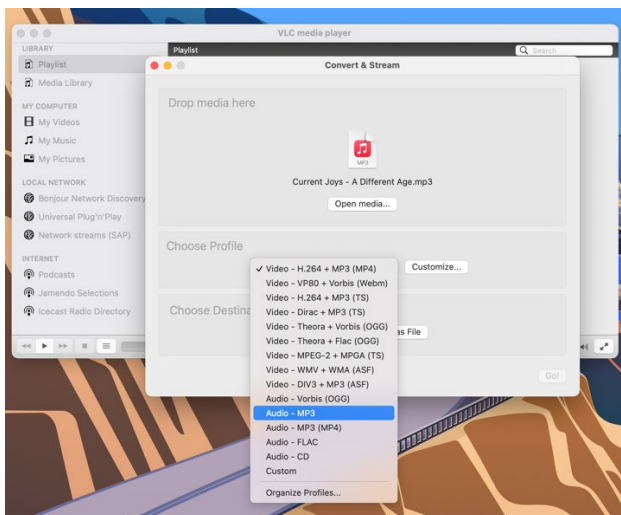 VLC media player
LIBRARY
Playlist
Search
Playlist
Media Library
MY COMPUTER
My Videos
My Music
My Pictures
LOCAL NETWORK
Bonjour Network Discovery
Universal Plug'n'Play
Network streams (SAP)
INTERNET
Podcasts
Jamendo Selections
Icecast Radio Directory
Convert & Stream
Drop media here
MP3
Current Joys - A Different Age.mp3
Open media...
Choose Profile
Customize...
✓ Video - H.264 + MP3 (MP4)
Video - VP80 + Vorbis (Webm)
Video - H.264 + MP3 (TS)
Video - Dirac + MP3 (TS)
Video - Theora + Vorbis (OGG)
Video - Theora + Flac (OGG)
Video - MPEG-2 + MPGA (TS)
Video - WMV + WMA (ASF)
Video - DIV3 + MP3 (ASF)
Audio - Vorbis (OGG)
Audio - MP3
Audio - MP3 (MP4)
Audio - FLAC
Audio - CD
Custom
Organize Profiles...
Choose Destina
as File
Go!